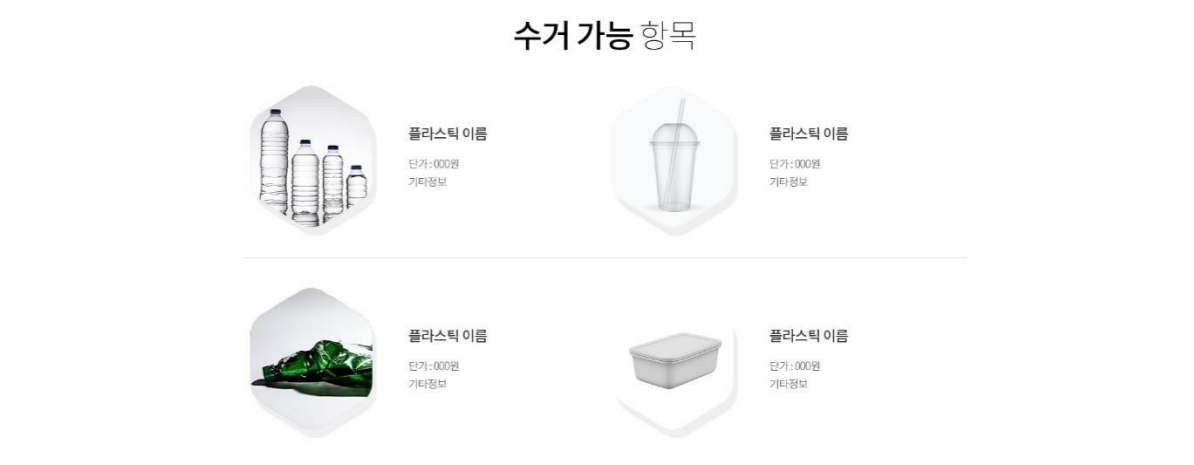 수거 가능 항목
플라스틱 이름
단가 : 000원
기타정보
플라스틱 이름
단가 : 000원
기타정보
플라스틱 이름
단가 : 000원
기타정보
플라스틱 이름
단가 : 000원
기타정보